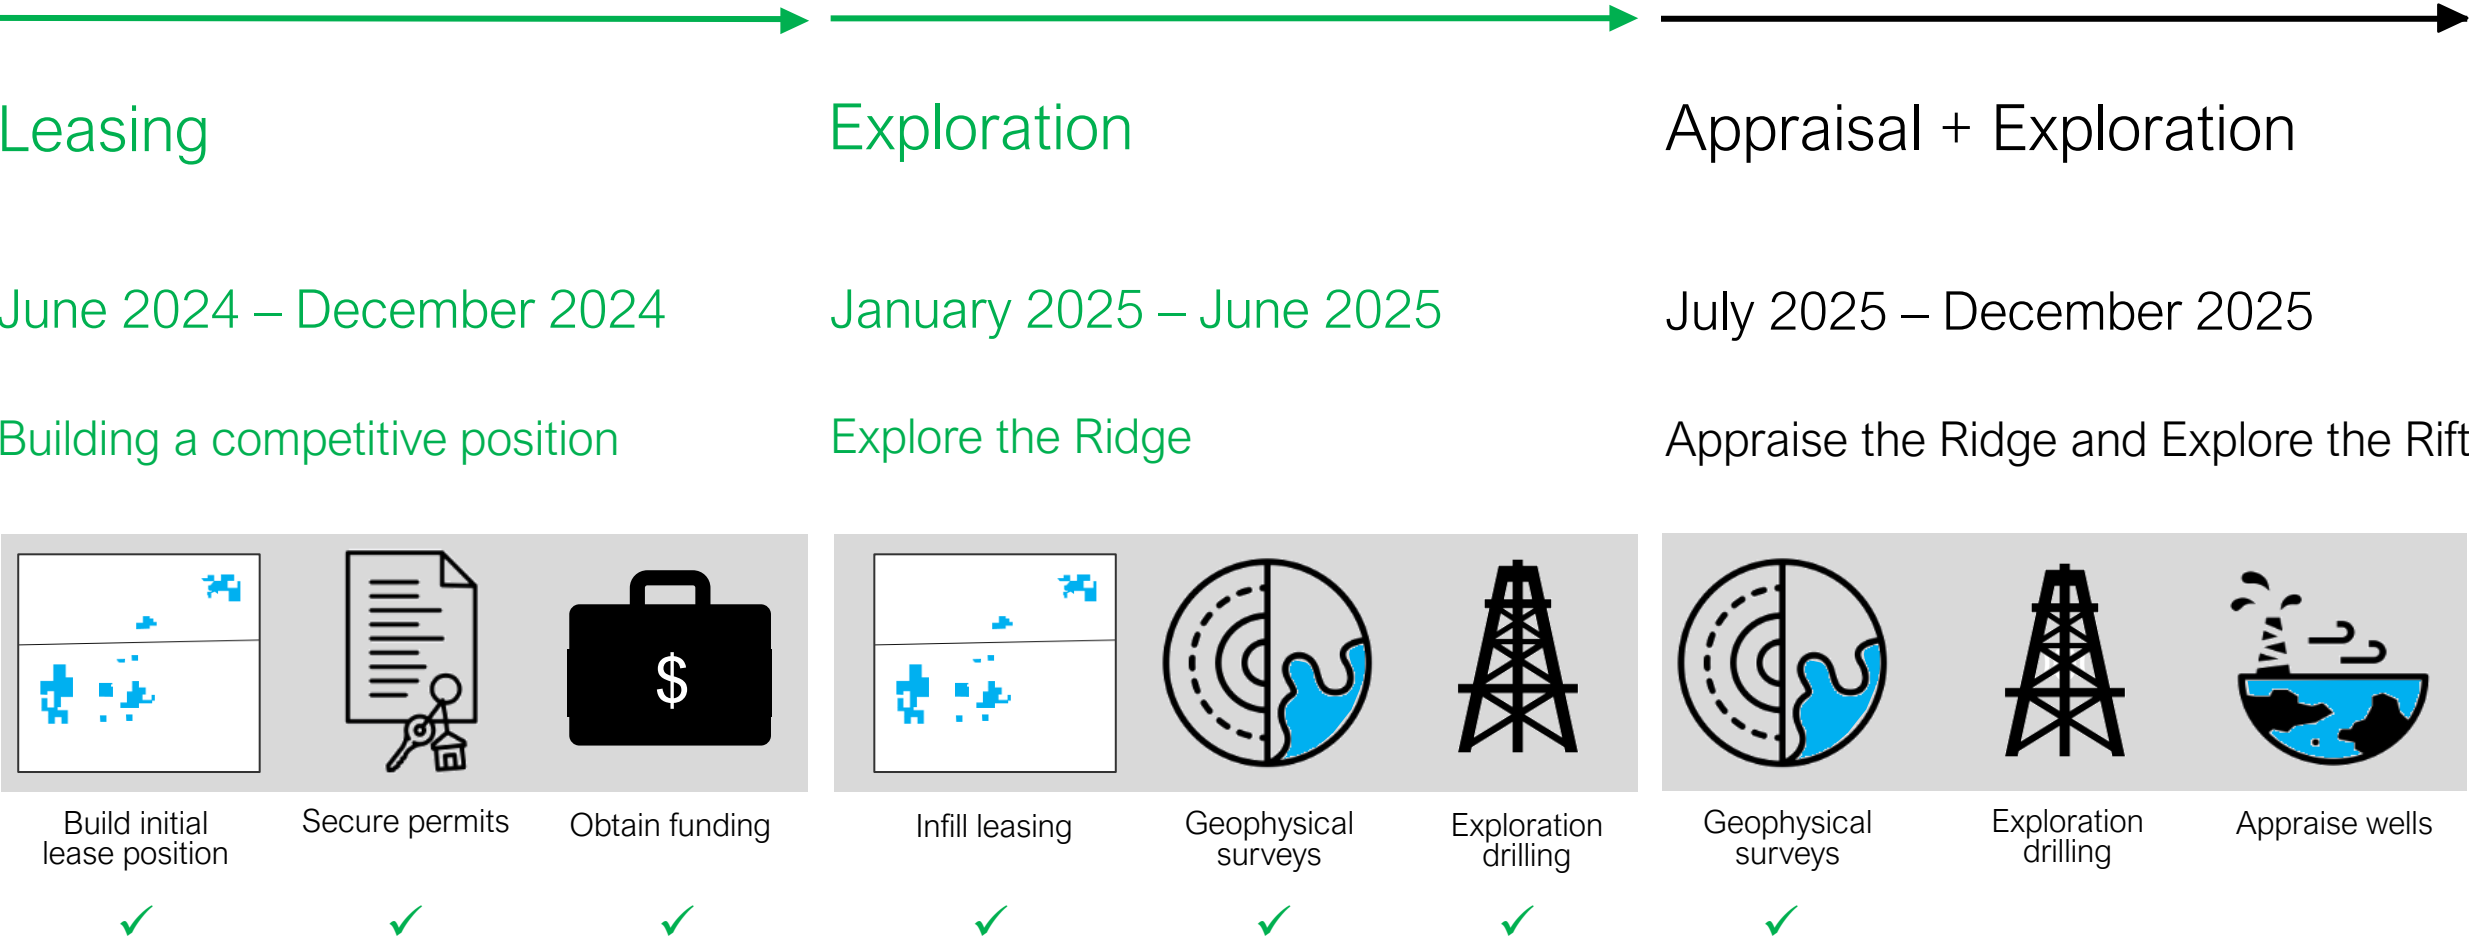 Leasing
Exploration
Appraisal + Exploration
June 2024 – December 2024
January 2025 – June 2025
July 2025 – December 2025
Building a competitive position
Explore the Ridge
Appraise the Ridge and Explore the Rift
$
Build initial
lease position
Secure permits
Obtain funding
Infill leasing
Geophysical
surveys
Exploration
drilling
Geophysical
surveys
Exploration
drilling
Appraise wells